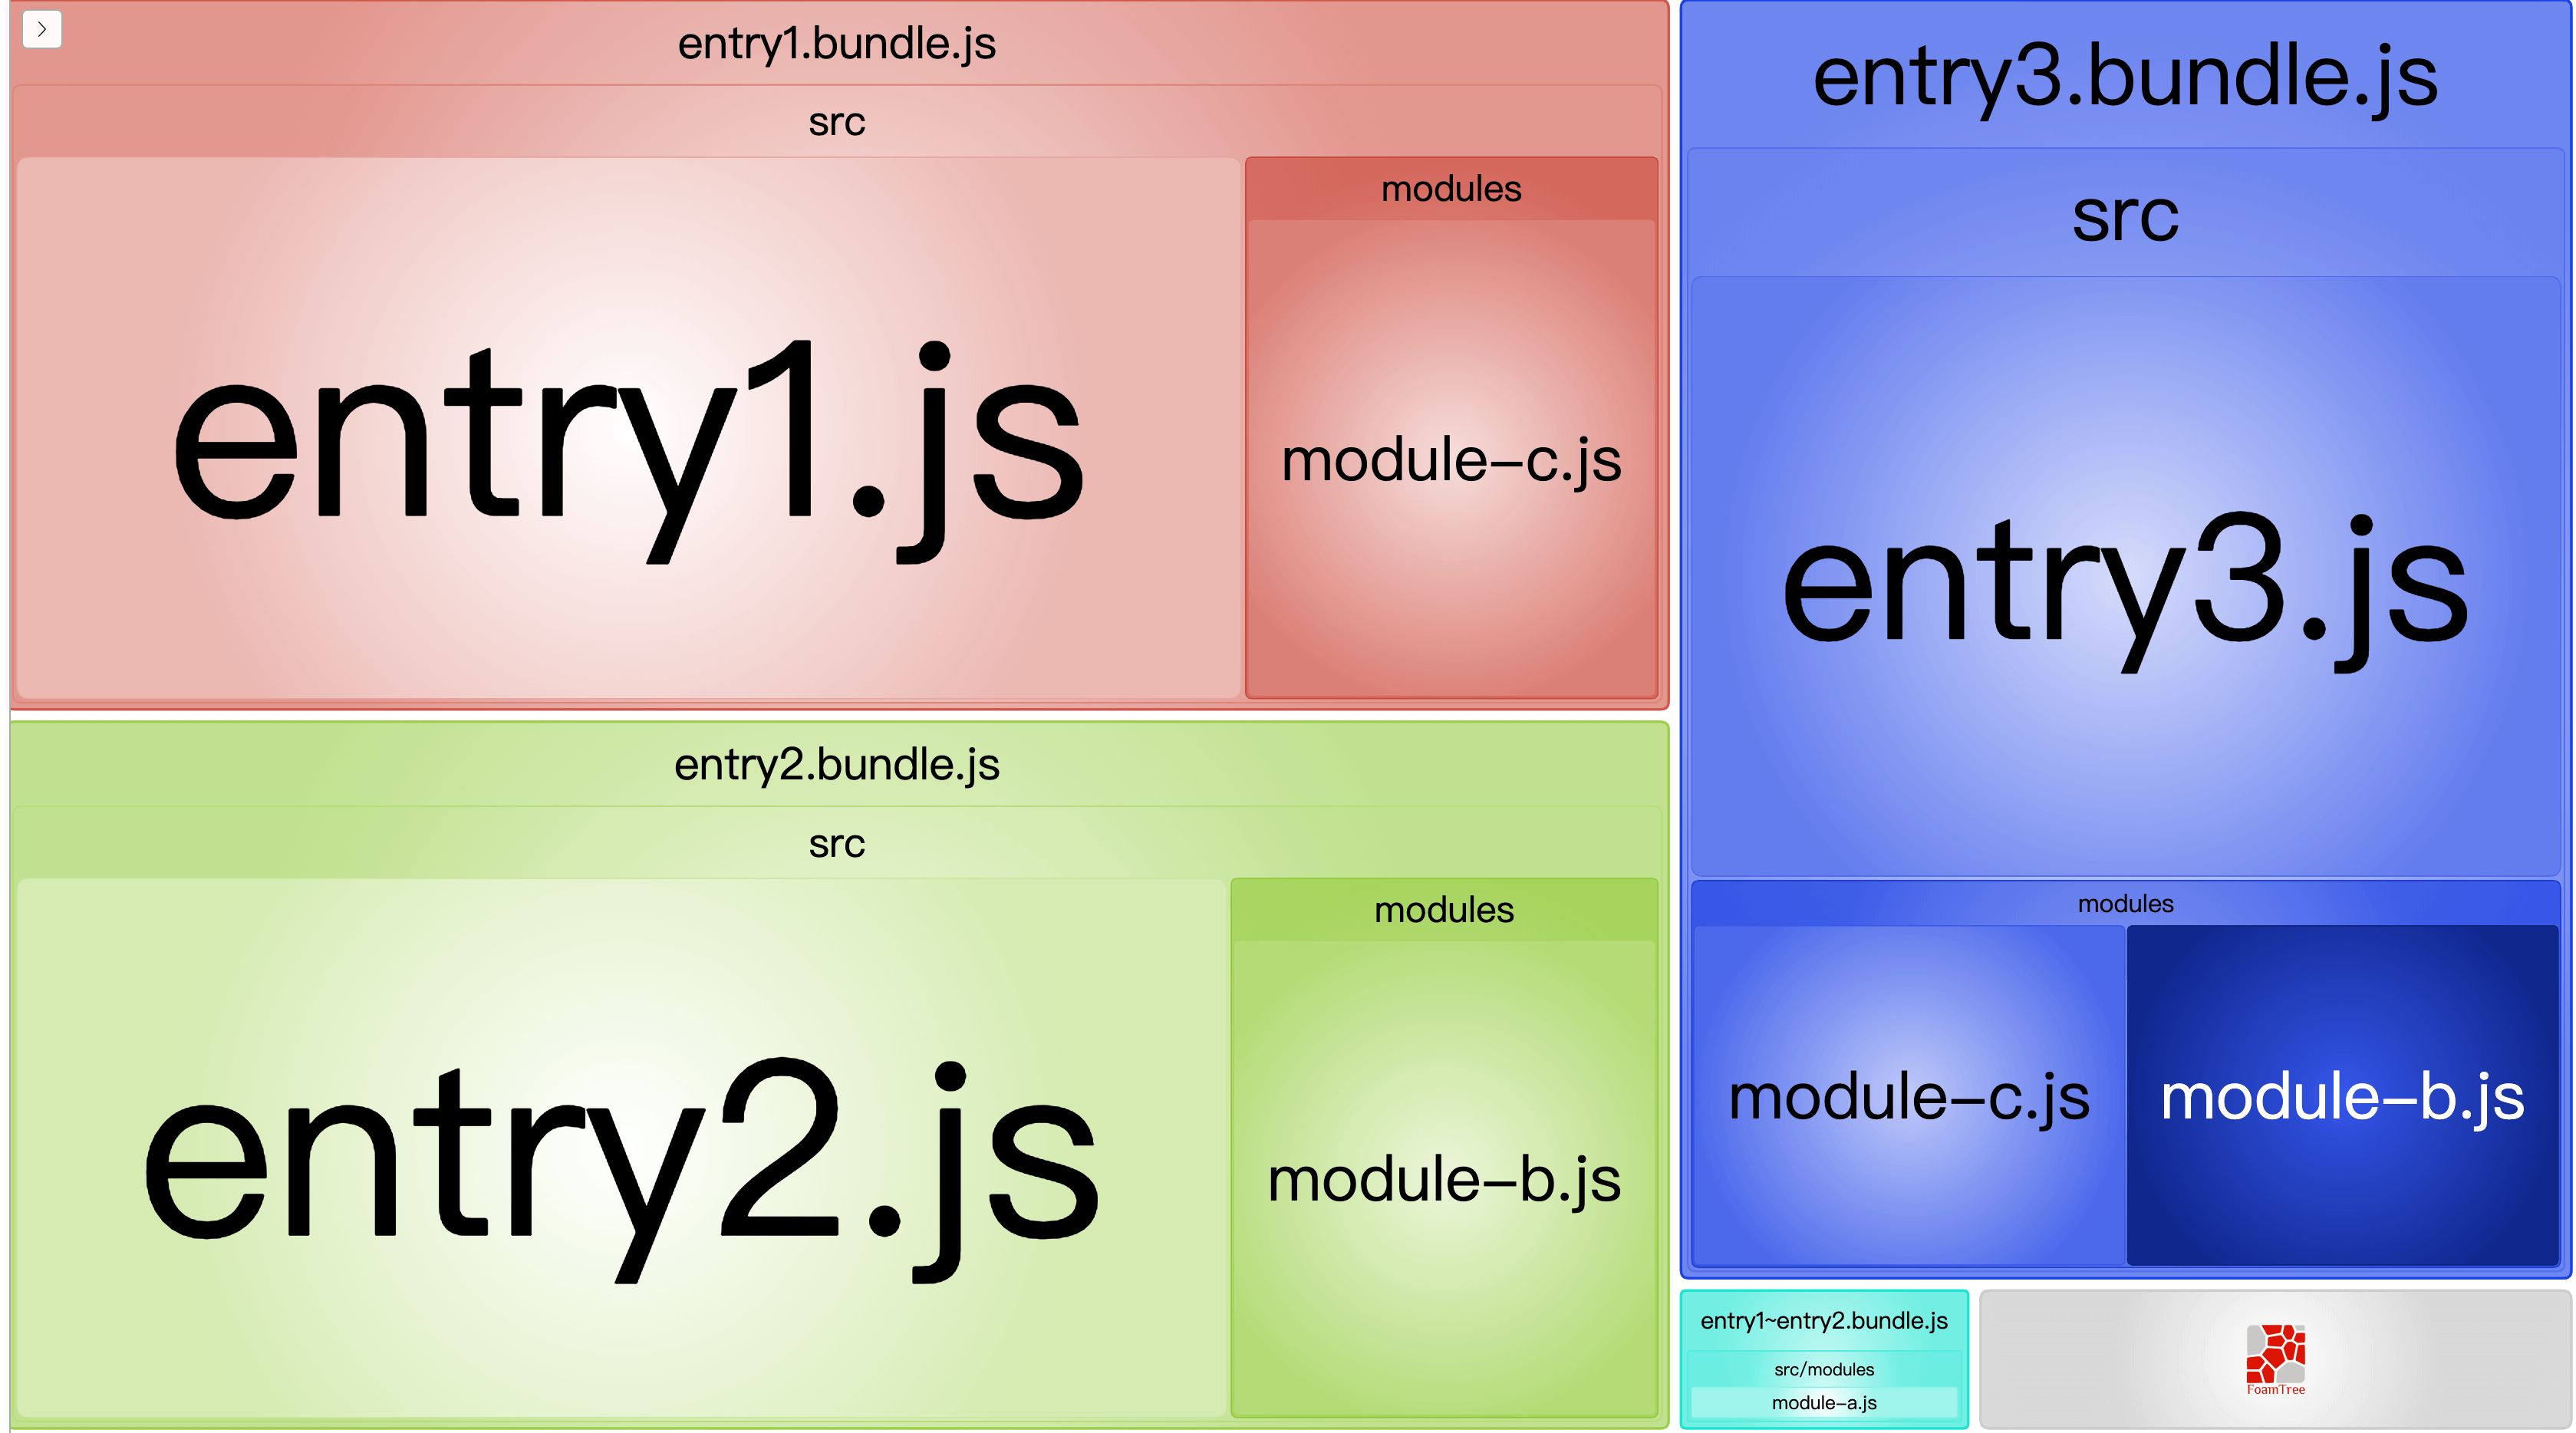 entry1.bundle.js
src
entry1.js
modules
module-c.js
entry2.bundle.js
src
entry2.js
modules
module-b.js
entry3.bundle.js
src
entry3.js
modules
module-c.js
module-b.js
entry1~entry2.bundle.js
src/modules
module-a.js
FoamTree